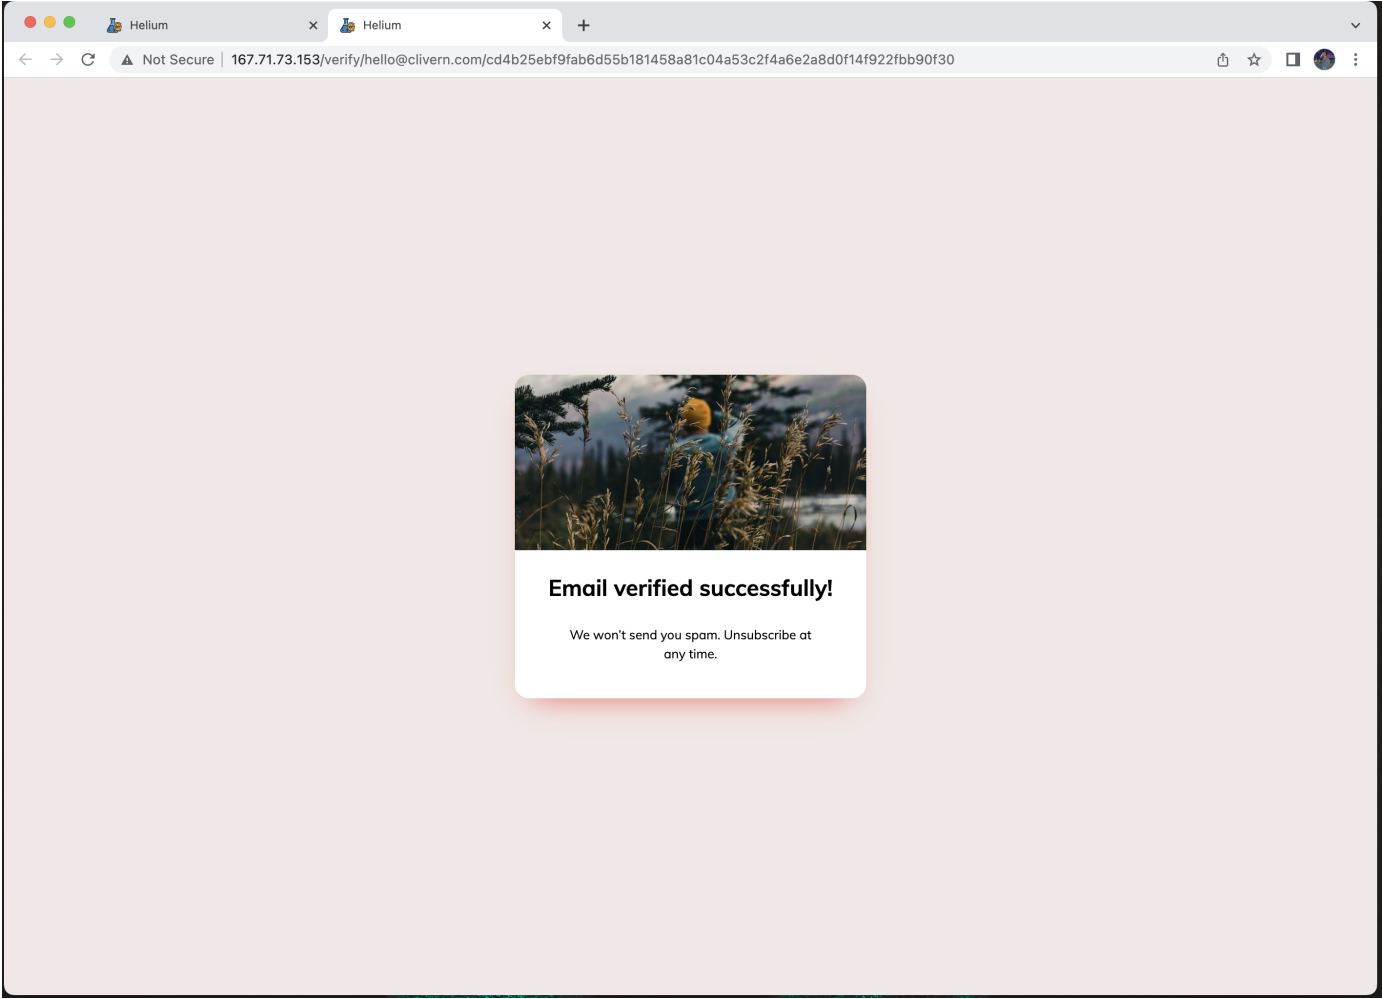 Helium
Helium
Not Secure | 167.71.73.153/verify/hello@clivern.com/cd4b25ebf9fab6d55b181458a81c04a53c2f4a6e2a8d0f14f922fbb90f30
Email verified successfully!
We won't send you spam. Unsubscribe at
any time.